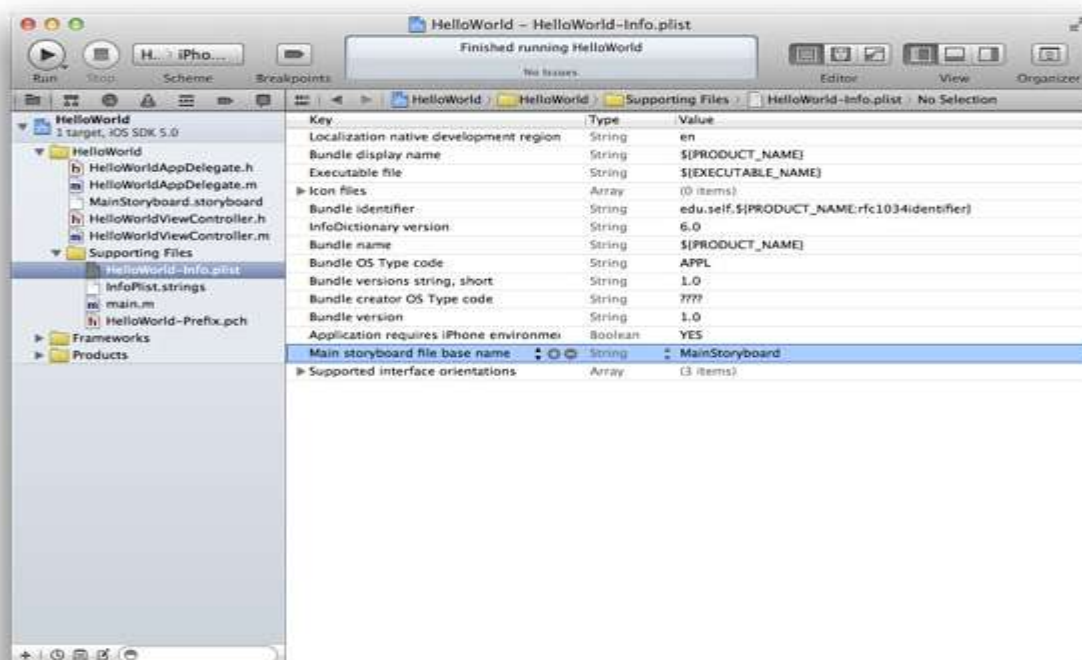 HelloWorld – HelloWorld-Info.plist
Finished running HelloWorld
No Issues
H... iPho...
Run Stop Scheme Breakpoints Editor View Organizer
HelloWorld HelloWorld Supporting Files HelloWorld-Info.plist No Selection
HelloWorld
1 target, iOS SDK 5.0
HelloWorld
HelloWorldAppDelegate.h
HelloWorldAppDelegate.m
MainStoryboard.storyboard
HelloWorldViewController.h
HelloWorldViewController.m
Supporting Files
HelloWorld-Info.plist
InfoPlist.strings
main.m
HelloWorld-Prefix.pch
Frameworks
Products
Key Type Value
Localization native development region String en
Bundle display name String ${PRODUCT_NAME}
Executable file String ${EXECUTABLE_NAME}
Icon files Array (0 items)
Bundle identifier String edu.self.${PRODUCT_NAME:rfc1034identifier}
InfoDictionary version String 6.0
Bundle name String ${PRODUCT_NAME}
Bundle OS Type code String APPL
Bundle versions string, short String 1.0
Bundle creator OS Type code String ????
Bundle version String 1.0
Application requires iPhone environmen Boolean YES
Main storyboard file base name String MainStoryboard
Supported interface orientations Array (3 items)